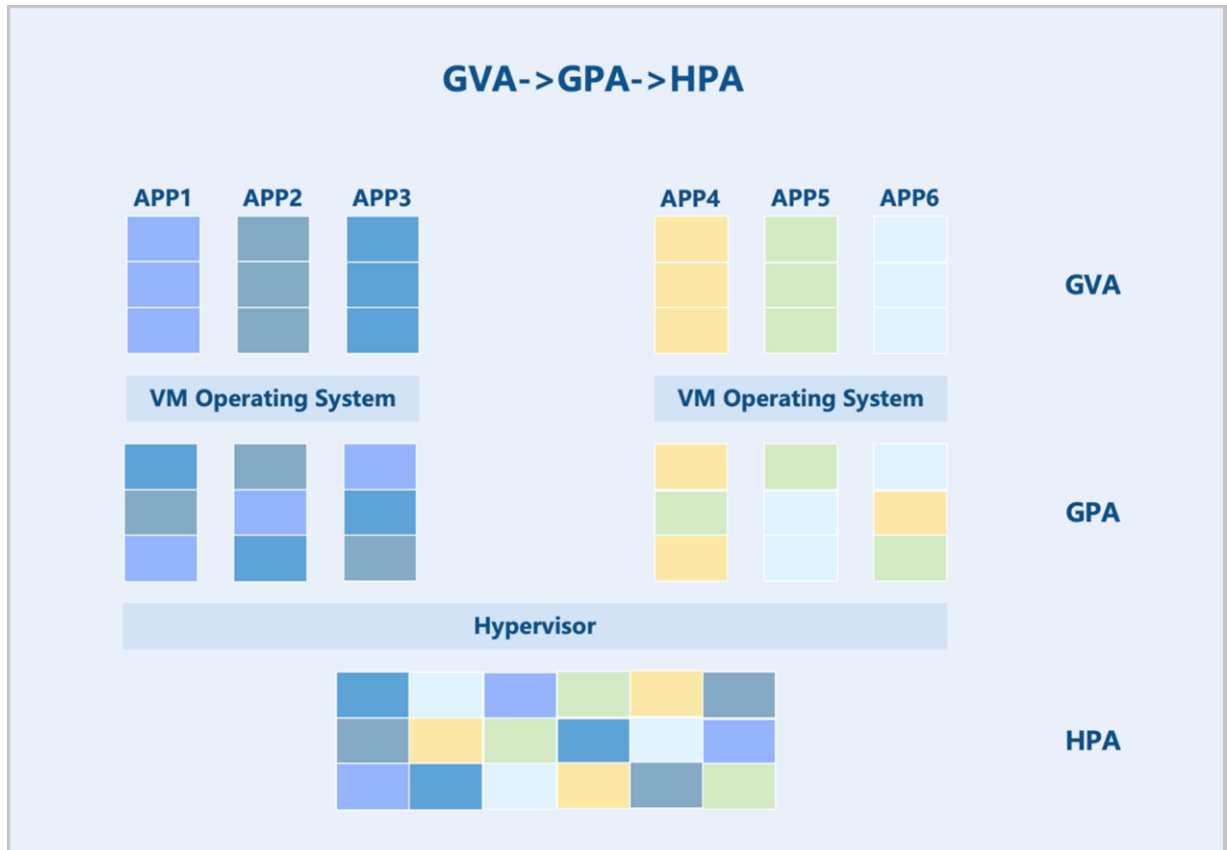 GVA->GPA->HPA
APP1 APP2 APP3 APP4 APP5 APP6
GVA
VM Operating System VM Operating System
GPA
Hypervisor
HPA